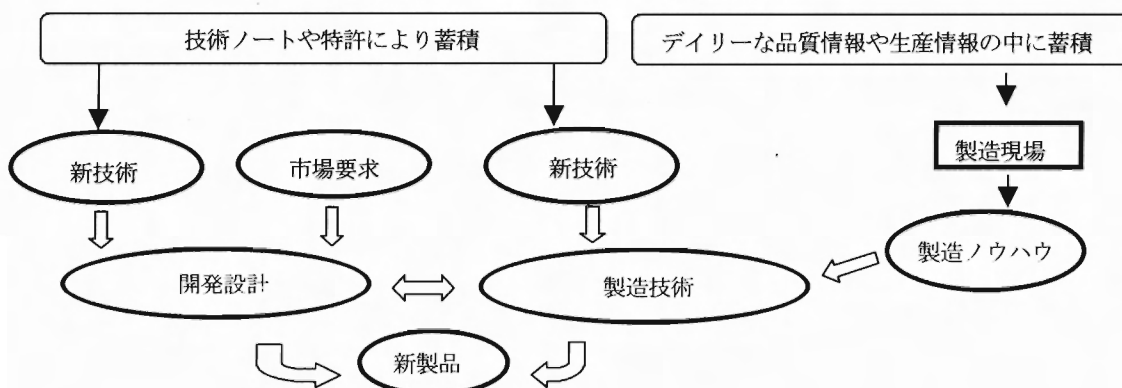 技術ノートや特許により蓄積
デイリーな品質情報や生産情報の中に蓄積
新技術
市場要求
新技術
製造現場
製造ノウハウ
開発設計
製造技術
新製品